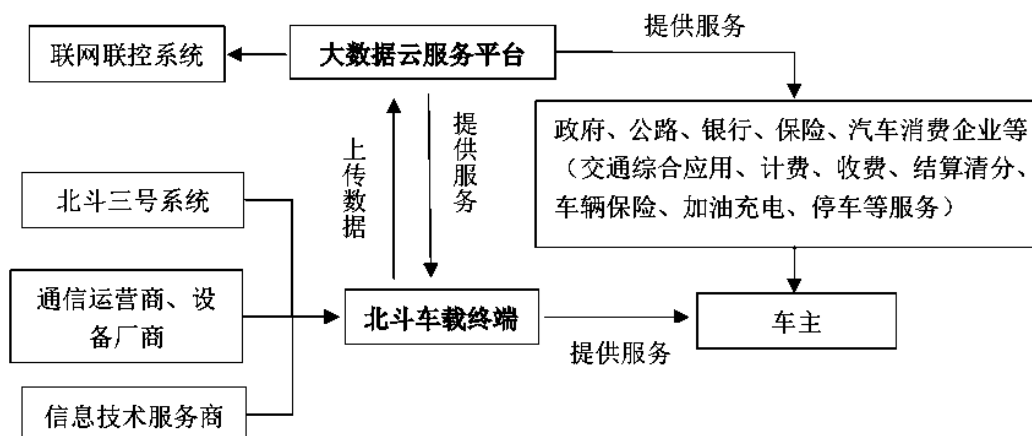 提供服务
联网联控系统
大数据云服务平台
政府、公路、银行、保险、汽车消费企业等
（交通综合应用、计费、收费、结算清分、
车辆保险、加油充电、停车等服务）
上传数据
提供服务
北斗三号系统
通信运营商、设
备厂商
北斗车载终端
提供服务
车主
信息技术服务商